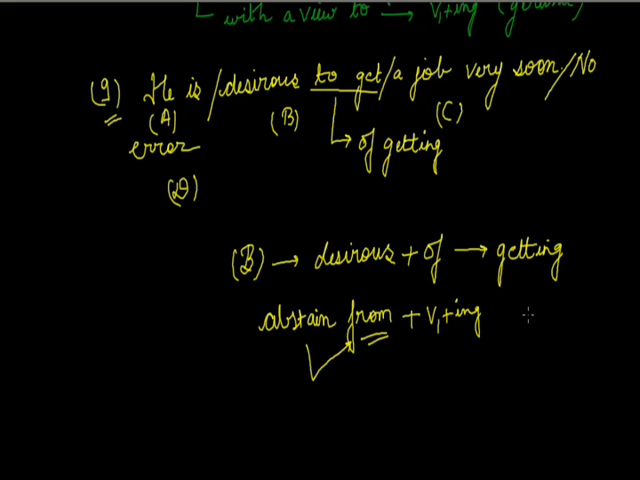 with a view to → V1+ing (gerund)
(9) He is / desirous to get / a job very soon / No
(A) (B) (C)
error → of getting
(D)
(B) → desirous + of → getting
abstain from + V1+ing